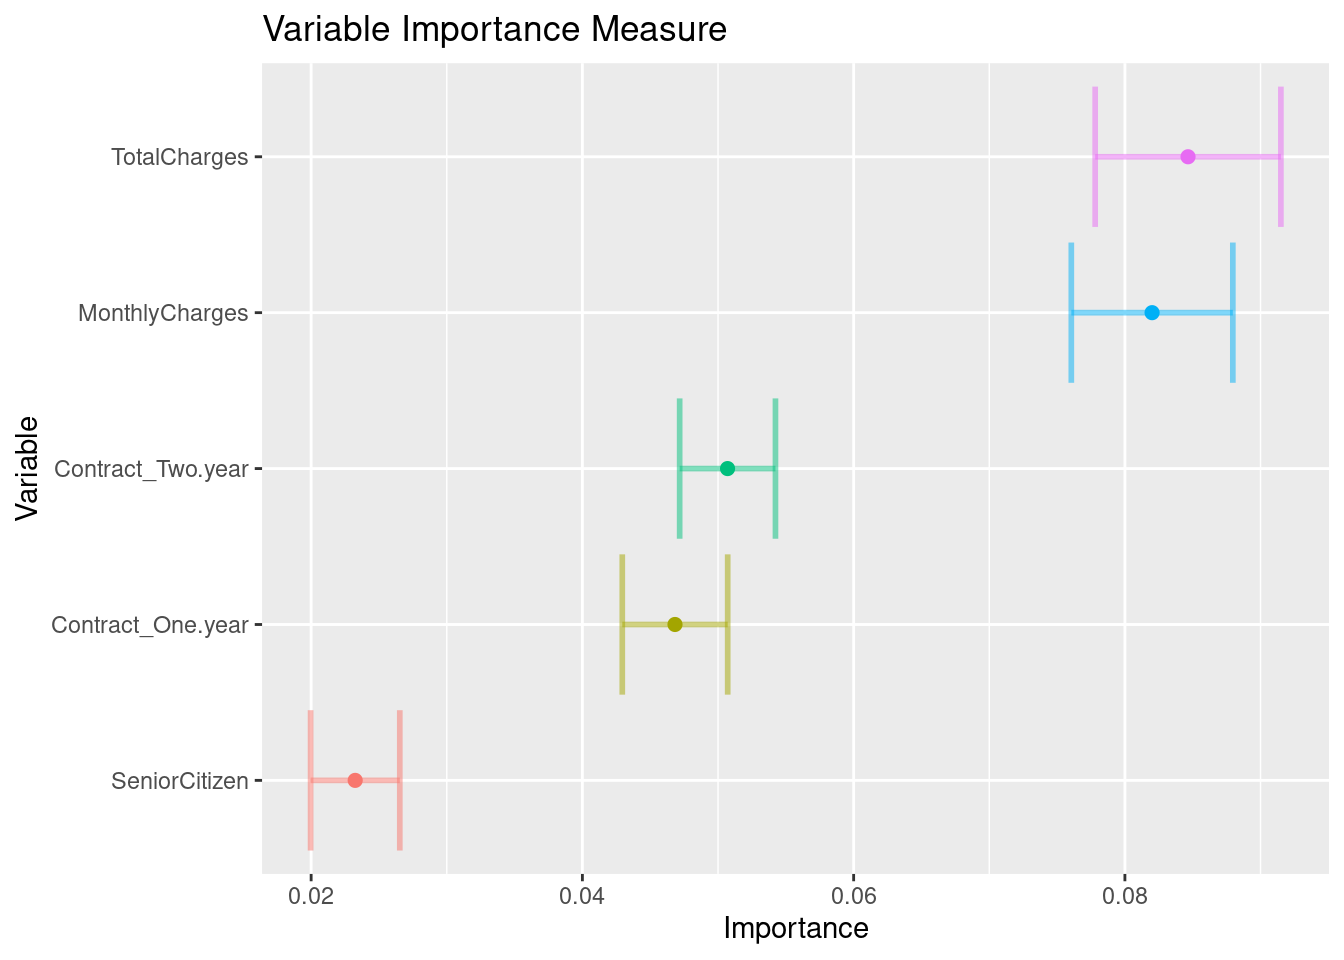 Variable Importance Measure
TotalCharges
MonthlyCharges
Contract_Two.year
Contract_One.year
SeniorCitizen
Variable
0.02 0.04 0.06 0.08
Importance